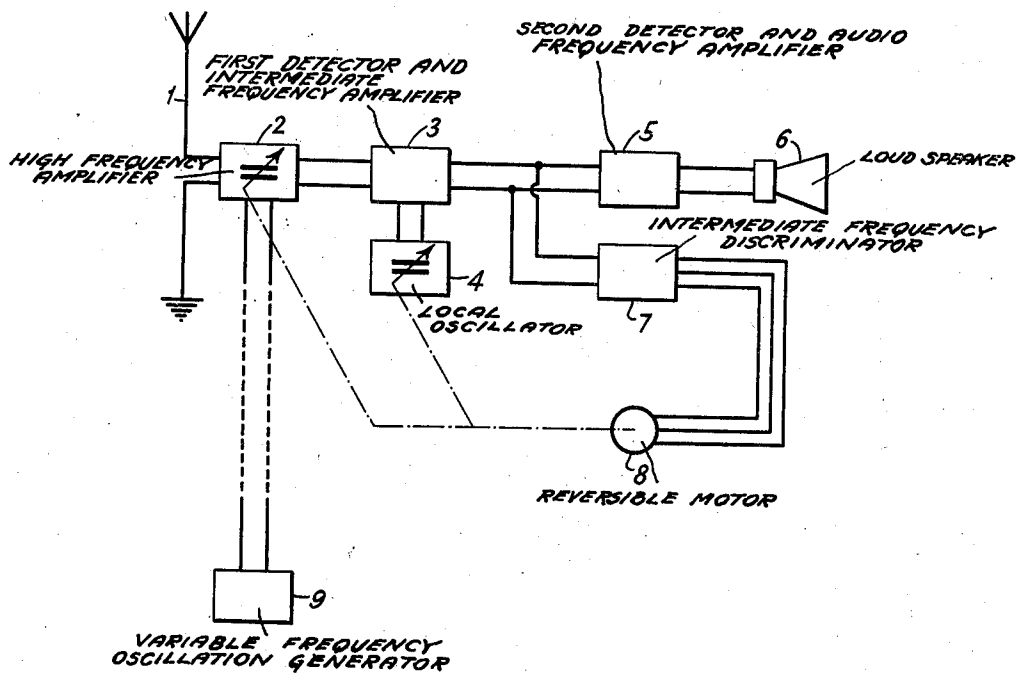 SECOND DETECTOR AND AUDIO
FREQUENCY AMPLIFIER
FIRST DETECTOR AND
INTERMEDIATE
FREQUENCY AMPLIFIER
1
2
3
5
6
HIGH FREQUENCY
AMPLIFIER
LOUD SPEAKER
INTERMEDIATE FREQUENCY
DISCRIMINATOR
4
LOCAL
OSCILLATOR
7
8
REVERSIBLE MOTOR
9
VARIABLE FREQUENCY
OSCILLATION GENERATOR